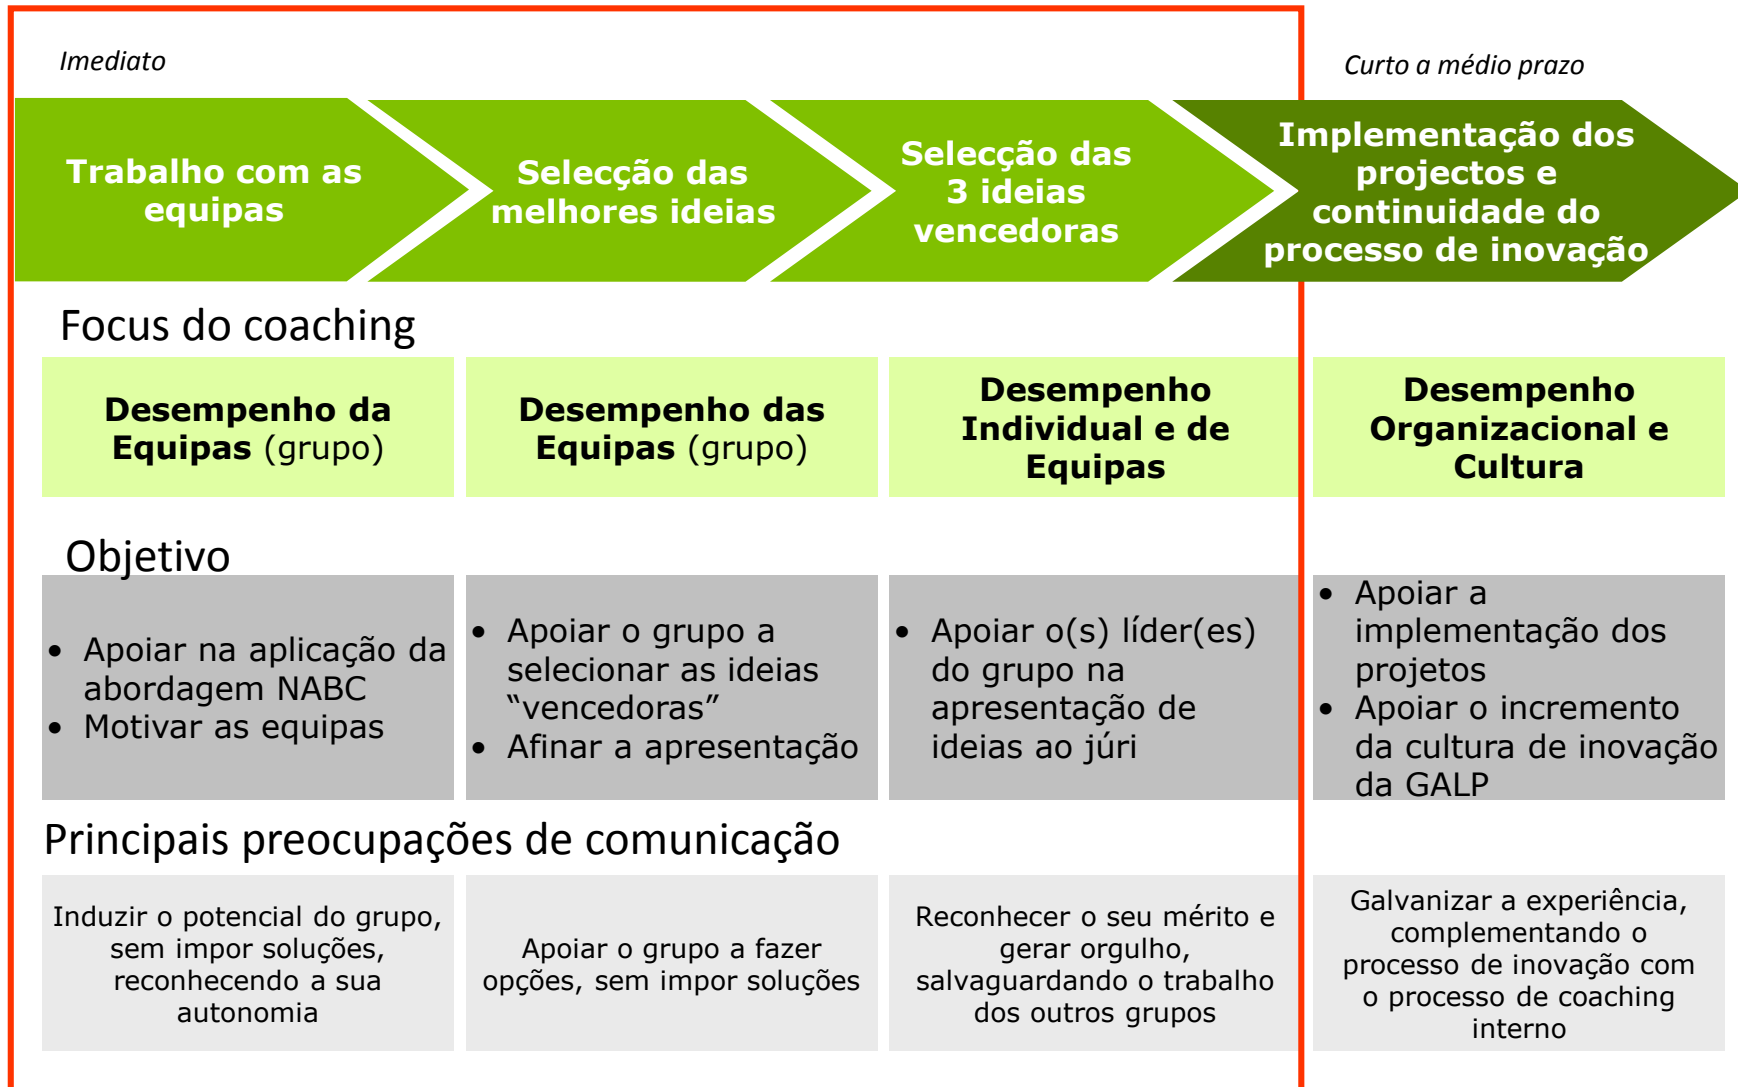 Imediato
Curto a médio prazo
Trabalho com as
equipas
Selecção das
melhores ideias
Selecção das
3 ideias
vencedoras
Implementação dos
projectos e
continuidade do
processo de inovação
Focus do coaching
Desempenho da
Equipas (grupo)
Desempenho das
Equipas (grupo)
Desempenho
Individual e de
Equipas
Desempenho
Organizacional e
Cultura
Objetivo
• Apoiar na aplicação da
abordagem NABC
• Motivar as equipas
• Apoiar o grupo a
selecionar as ideias
“vencedoras”
• Afinar a apresentação
• Apoiar o(s) líder(es)
do grupo na
apresentação de
ideias ao júri
• Apoiar a
implementação dos
projetos
• Apoiar o incremento
da cultura de inovação
da GALP
Principais preocupações de comunicação
Induzir o potencial do grupo,
sem impor soluções,
reconhecendo a sua
autonomia
Apoiar o grupo a fazer
opções, sem impor soluções
Reconhecer o seu mérito e
gerar orgulho,
salvaguardando o trabalho
dos outros grupos
Galvanizar a experiência,
complementando o
processo de inovação com
o processo de coaching
interno